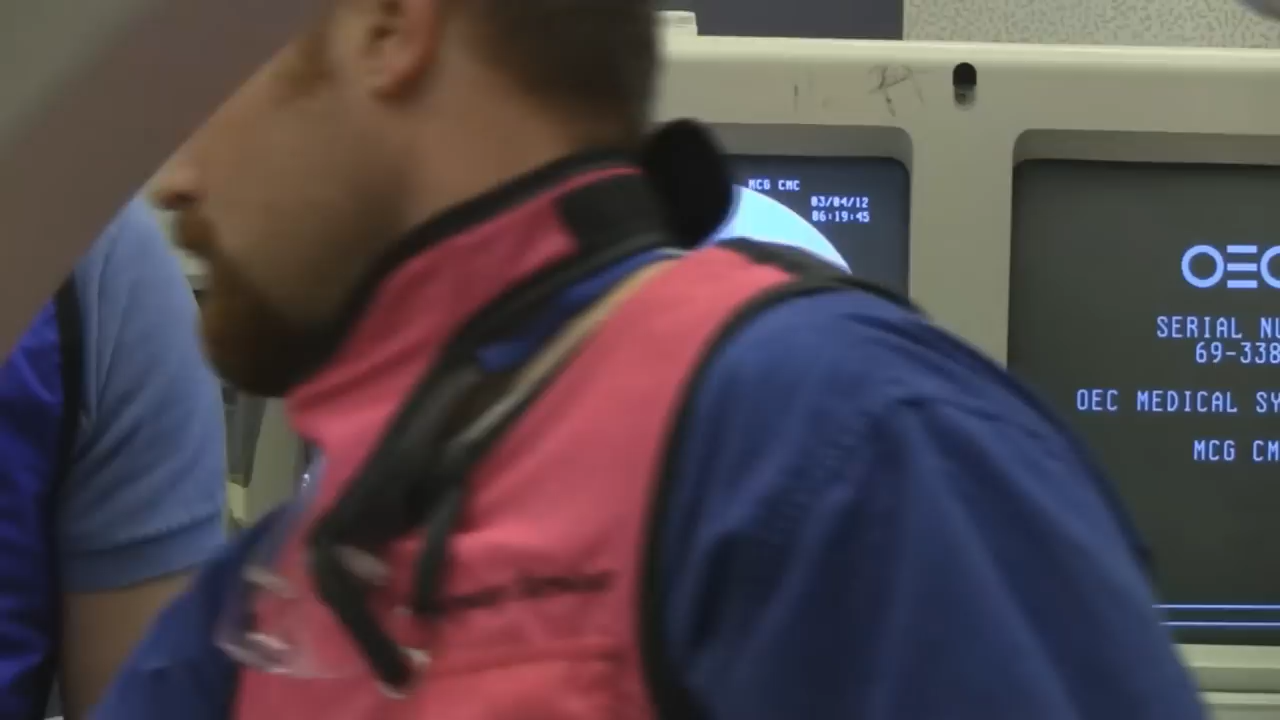 MCG CMC
03/04/12
06:19:45
OEC
SERIAL NU
69-338
OEC MEDICAL SY
MCG CM